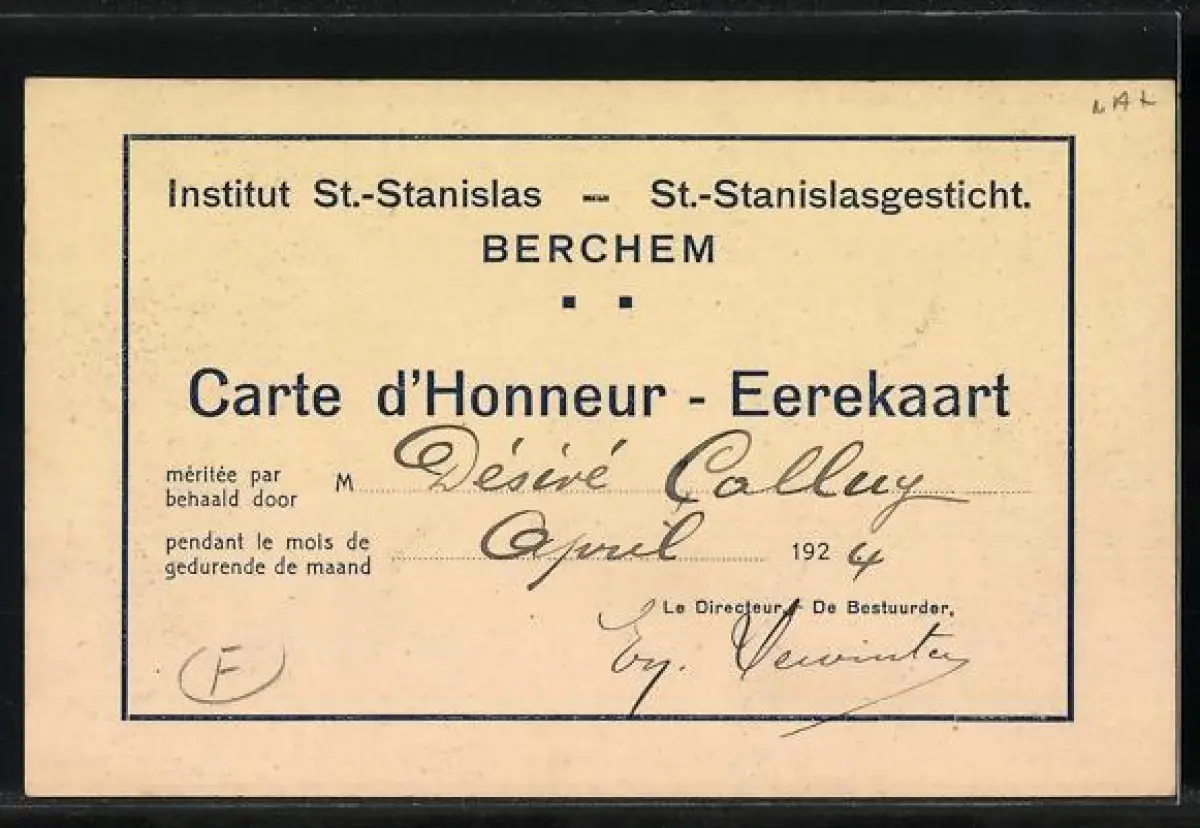 Institut St.-Stanislas - St.-Stanislasgesticht.
BERCHEM
Carte d'Honneur - Eerekaart
méritée par
behaald door M Désiré Calluy
pendant le mois de
gedurende de maand April 1924
Le Directeur, - De Bestuurder,
F